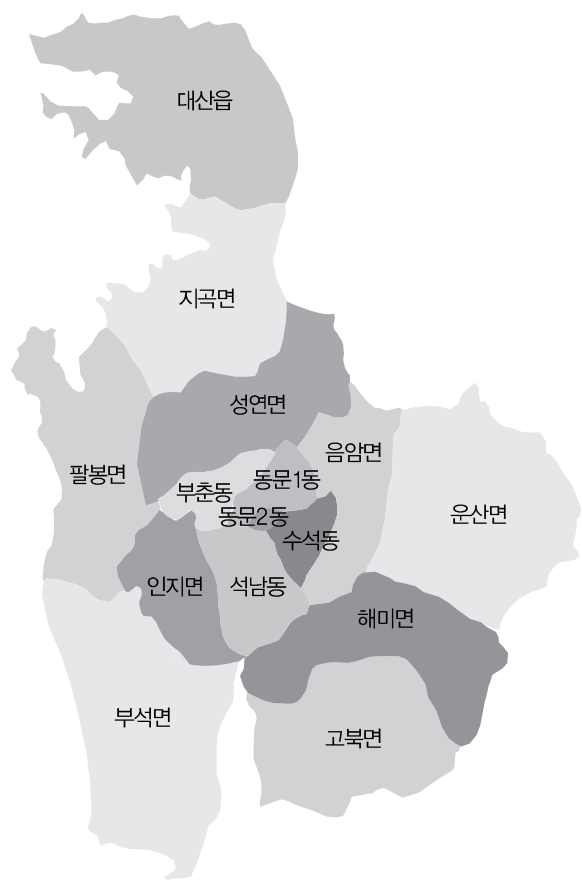 대산읍
지곡면
성연면
음암면
팔봉면
동문1동
부춘동
운산면
동문2동
수석동
인지면
석남동
해미면
부석면
고북면